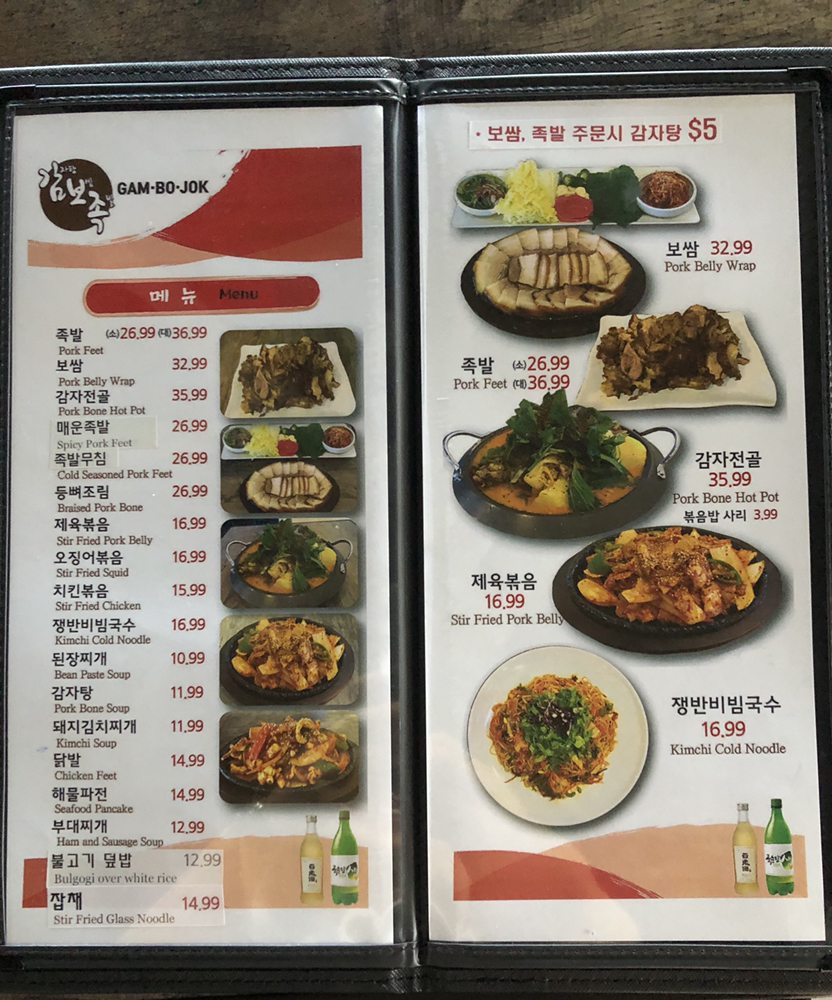 감자탕 보쌈 족발
GAM·BO·JOK
메뉴 Menu
족발 (소)26.99 (대)36.99
Pork Feet
보쌈 32.99
Pork Belly Wrap
감자전골 35.99
Pork Bone Hot Pot
매운족발 26.99
Spicy Pork Feet
족발무침 26.99
Cold Seasoned Pork Feet
등뼈조림 26.99
Braised Pork Bone
제육볶음 16.99
Stir Fried Pork Belly
오징어볶음 16.99
Stir Fried Squid
치킨볶음 15.99
Stir Fried Chicken
쟁반비빔국수 16.99
Kimchi Cold Noodle
된장찌개 10.99
Bean Paste Soup
감자탕 11.99
Pork Bone Soup
돼지김치찌개 11.99
Kimchi Soup
닭발 14.99
Chicken Feet
해물파전 14.99
Seafood Pancake
부대찌개 12.99
Ham and Sausage Soup
불고기 덮밥 12.99
Bulgogi over white rice
잡채 14.99
Stir Fried Glass Noodle
· 보쌈, 족발 주문시 감자탕 $5
보쌈 32.99
Pork Belly Wrap
족발 (소)26.99
Pork Feet (대)36.99
감자전골
35.99
Pork Bone Hot Pot
볶음밥 사리 3.99
제육볶음
16.99
Stir Fried Pork Belly
쟁반비빔국수
16.99
Kimchi Cold Noodle